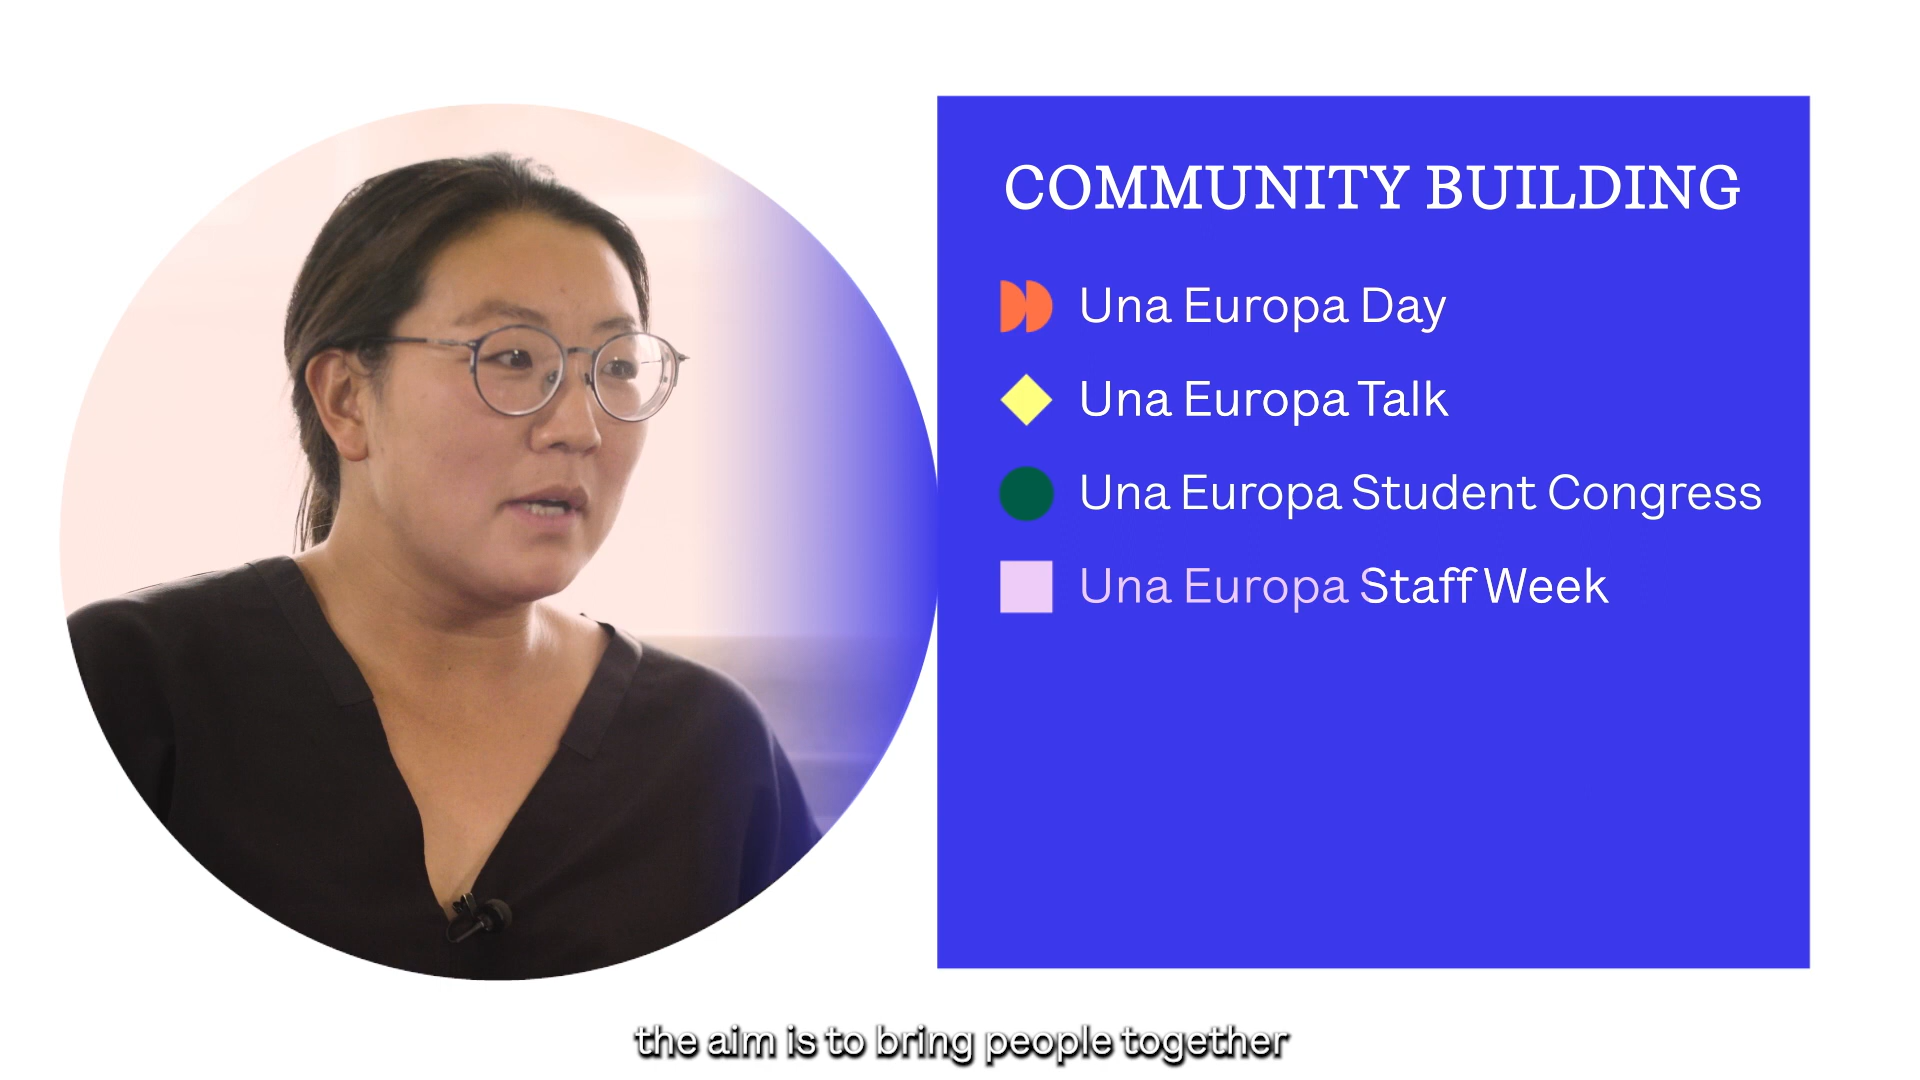 COMMUNITY BUILDING
Una Europa Day
Una Europa Talk
Una Europa Student Congress
Una Europa Staff Week
the aim is to bring people together